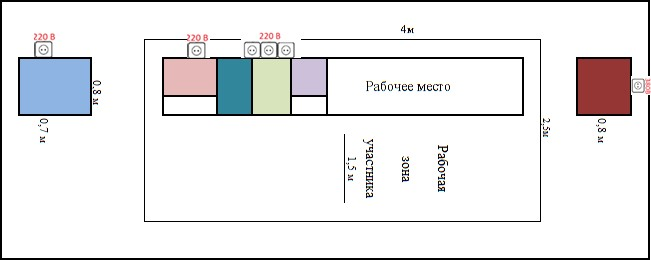 4м
220 В
220 В
220 В
0,8 м
0,7 м
Рабочее место
380В
0,8 м
2,5м
Рабочая
зона
участника
1,5 м